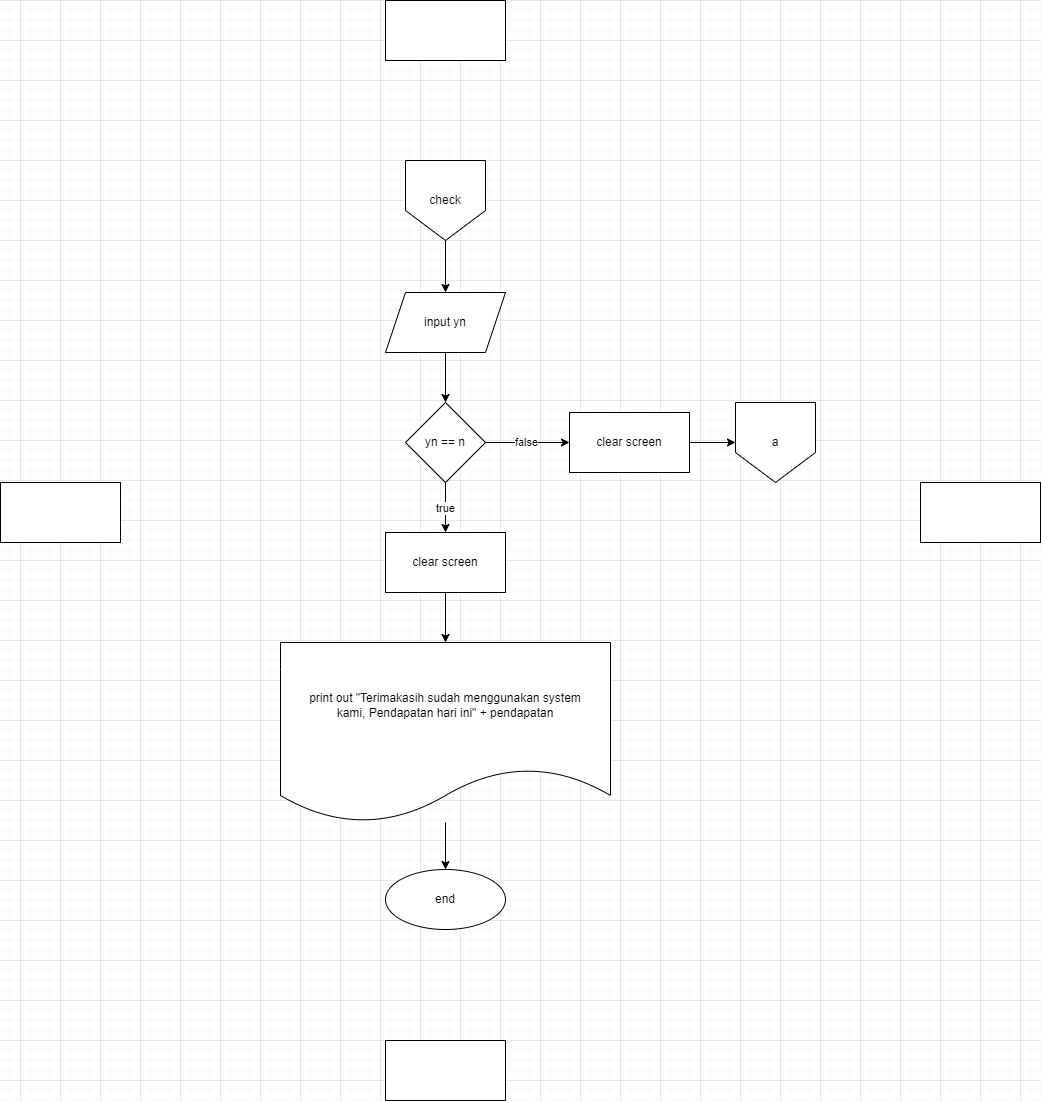 check
input yn
yn == n
false
clear screen
a
true
clear screen
print out "Terimakasih sudah menggunakan system
kami, Pendapatan hari ini" + pendapatan
end